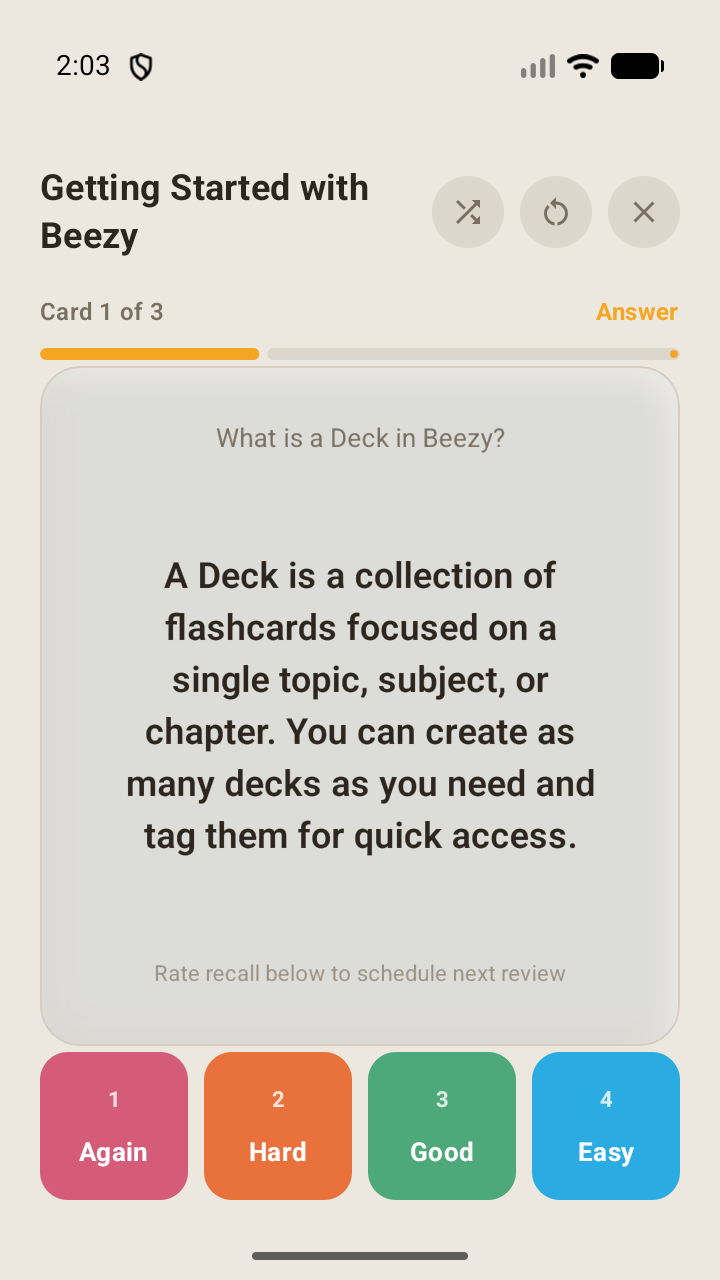 2:03
Getting Started with
Beezy
Card 1 of 3
Answer
What is a Deck in Beezy?
A Deck is a collection of
flashcards focused on a
single topic, subject, or
chapter. You can create as
many decks as you need and
tag them for quick access.
Rate recall below to schedule next review
1
Again
2
Hard
3
Good
4
Easy